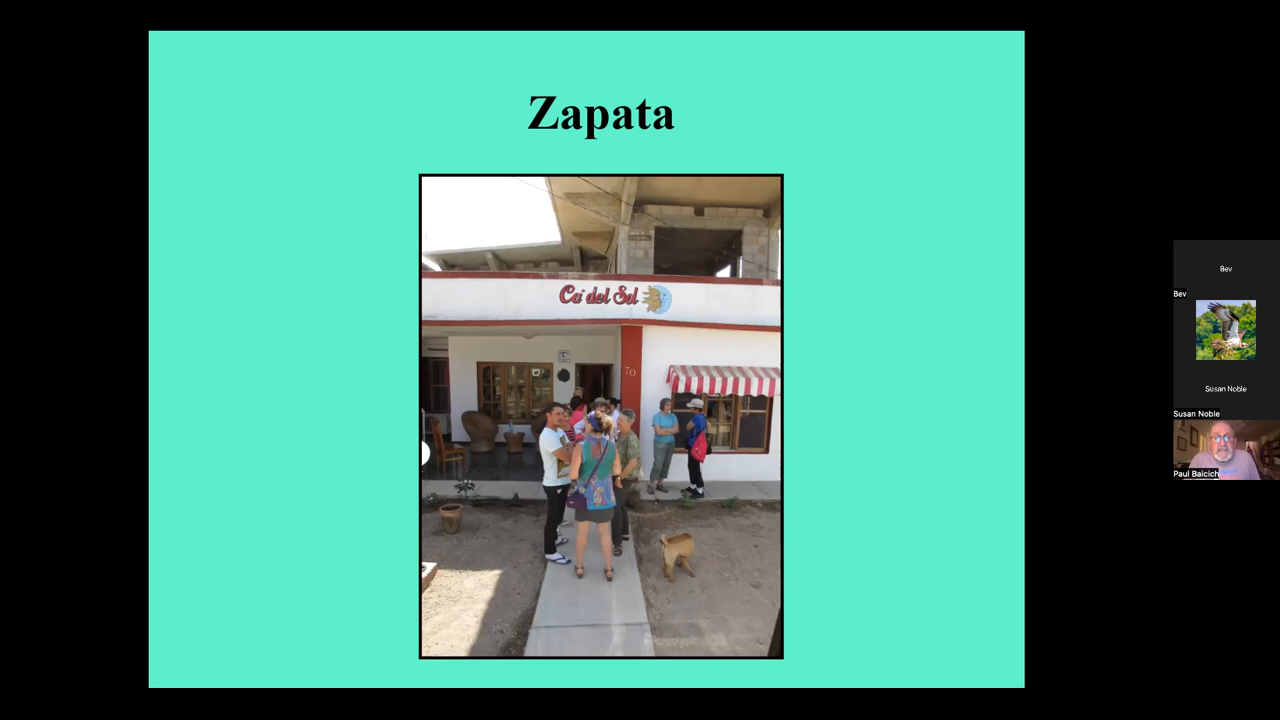 Zapata
Ca' del Sol
70
Bev
Bev
Susan Noble
Susan Noble
Paul Baicich